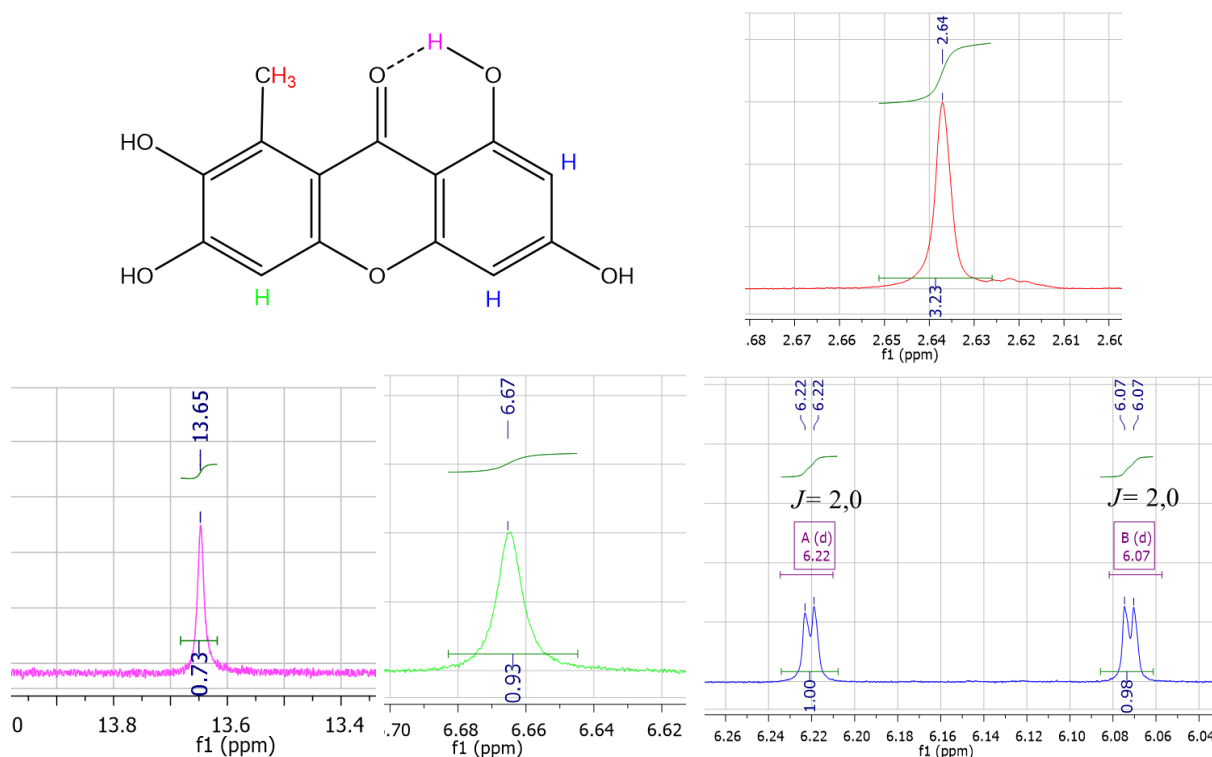 H
O
O
CH3
HO
H
HO
O
OH
H
H
2.64
3.23
.68 2.67 2.66 2.65 2.64 2.63 2.62 2.61 2.60
f1 (ppm)
13.65
0.73
0 13.8 13.6 13.4
f1 (ppm)
6.67
0.93
.70 6.68 6.66 6.64 6.62
f1 (ppm)
6.22
6.22
6.07
6.07
J= 2,0
J= 2,0
A (d)
6.22
B (d)
6.07
1.00
0.98
6.26 6.24 6.22 6.20 6.18 6.16 6.14 6.12 6.10 6.08 6.06 6.04
f1 (ppm)